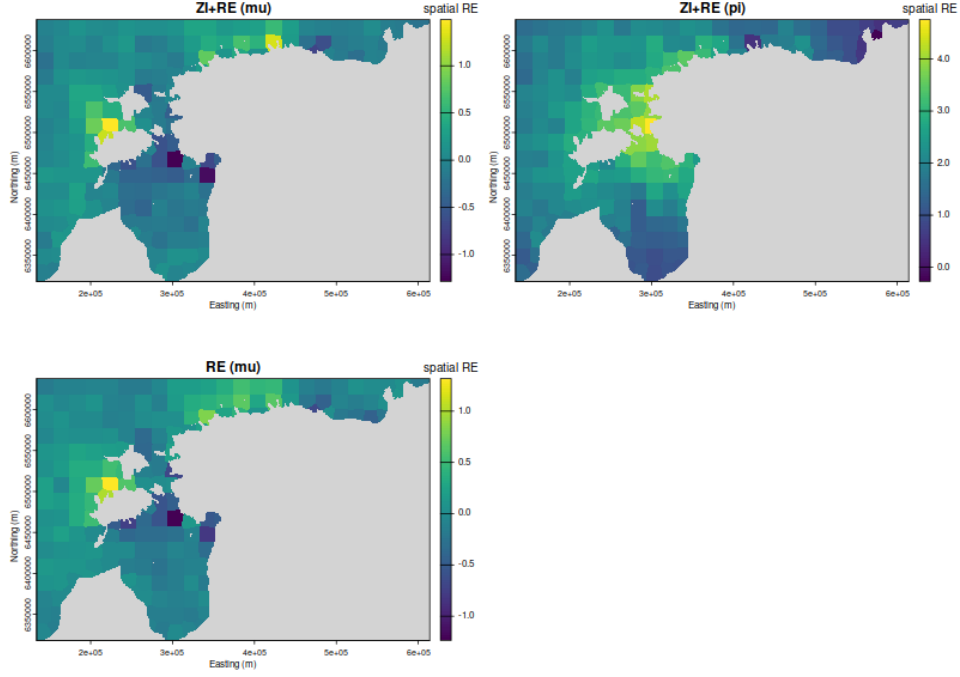 ZI+RE (mu)
spatial RE
Northing (m)
6350000 6400000 6450000 6500000 6550000 6600000
1.0
0.5
0.0
-0.5
-1.0
2e+05 3e+05 4e+05 5e+05 6e+05
Easting (m)
ZI+RE (pi)
spatial RE
Northing (m)
6350000 6400000 6450000 6500000 6550000 6600000
4.0
3.0
2.0
1.0
0.0
2e+05 3e+05 4e+05 5e+05 6e+05
Easting (m)
RE (mu)
spatial RE
Northing (m)
6350000 6400000 6450000 6500000 6550000 6600000
1.0
0.5
0.0
-0.5
-1.0
2e+05 3e+05 4e+05 5e+05 6e+05
Easting (m)